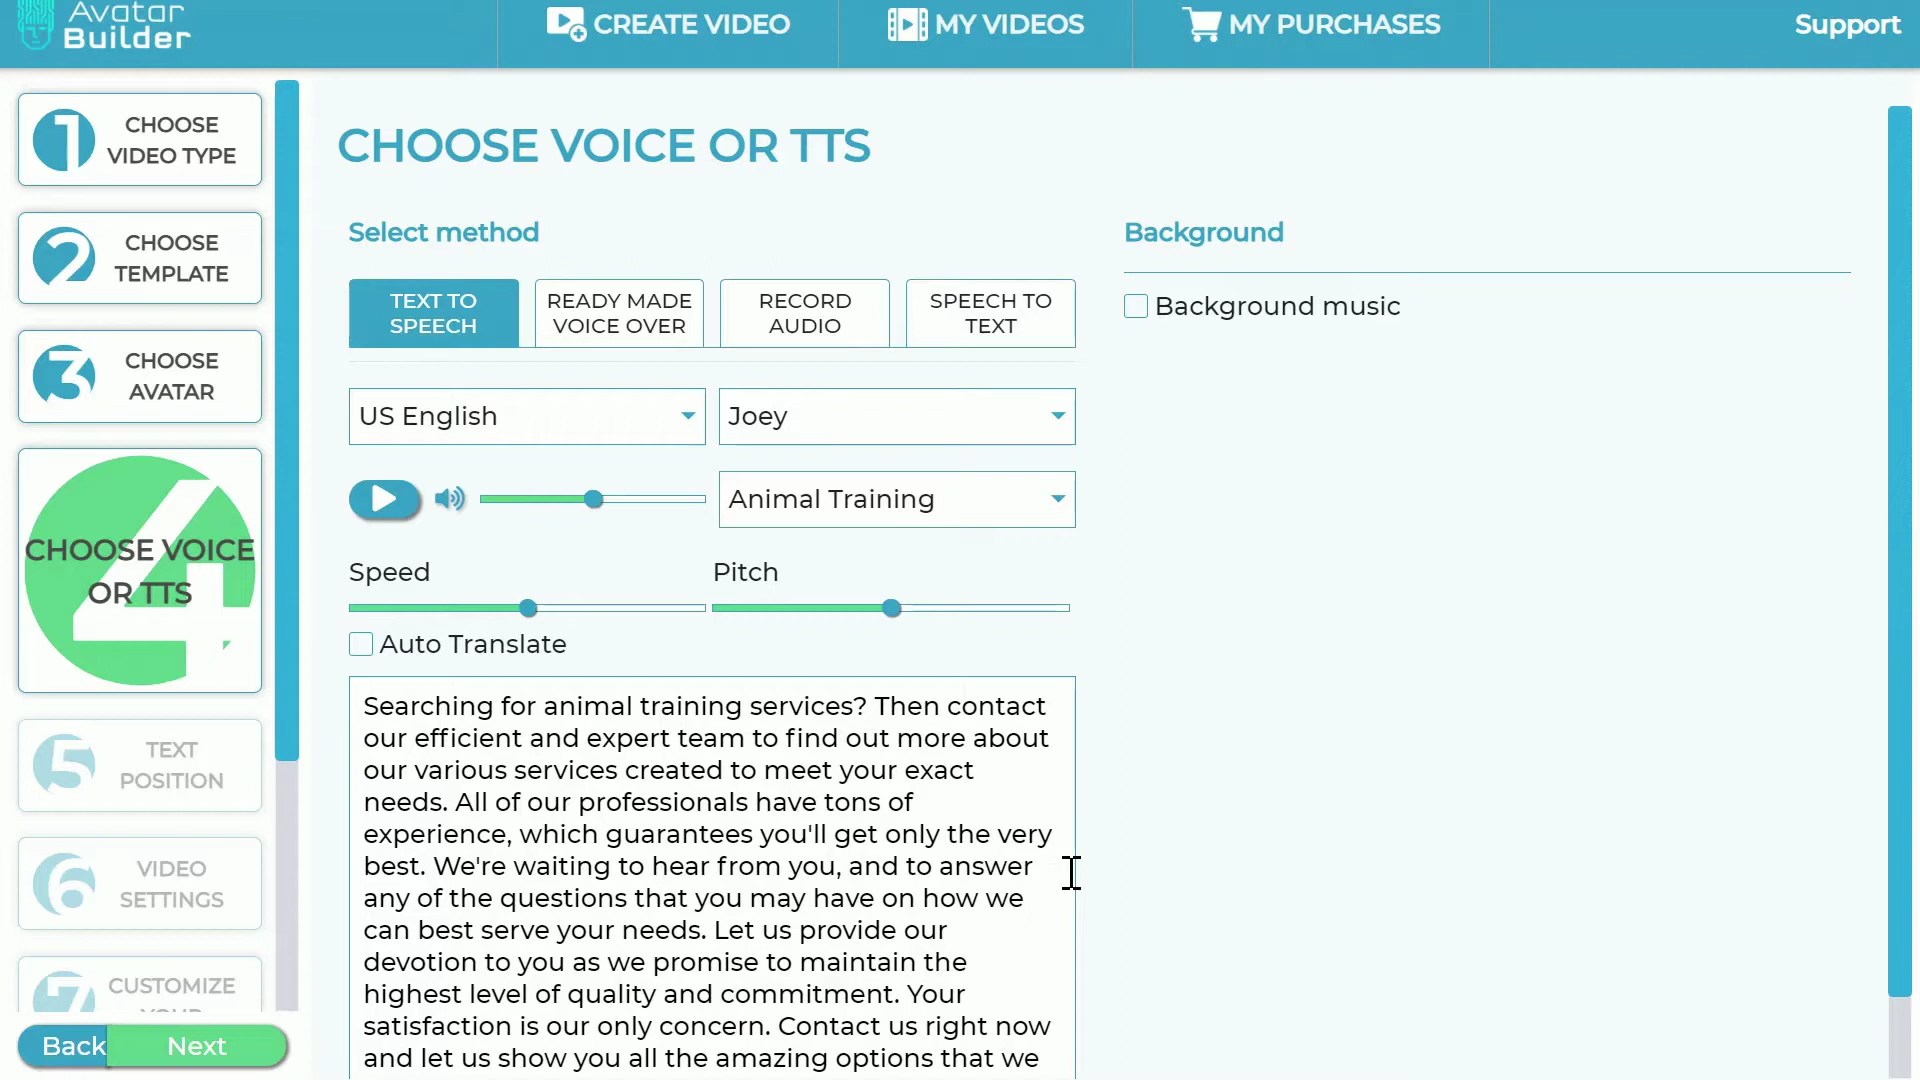 Avatar
Builder
CREATE VIDEO
MY VIDEOS
MY PURCHASES
Support
1
CHOOSE
VIDEO TYPE
2
CHOOSE
TEMPLATE
3
CHOOSE
AVATAR
4
CHOOSE VOICE
OR TTS
5
TEXT
POSITION
6
VIDEO
SETTINGS
7
CUSTOMIZE
YOUR
Back
Next
CHOOSE VOICE OR TTS
Select method
TEXT TO
SPEECH
READY MADE
VOICE OVER
RECORD
AUDIO
SPEECH TO
TEXT
US English
Joey
Animal Training
Speed
Pitch
Auto Translate
Searching for animal training services? Then contact
our efficient and expert team to find out more about
our various services created to meet your exact
needs. All of our professionals have tons of
experience, which guarantees you'll get only the very
best. We're waiting to hear from you, and to answer
any of the questions that you may have on how we
can best serve your needs. Let us provide our
devotion to you as we promise to maintain the
highest level of quality and commitment. Your
satisfaction is our only concern. Contact us right now
and let us show you all the amazing options that we
Background
Background music